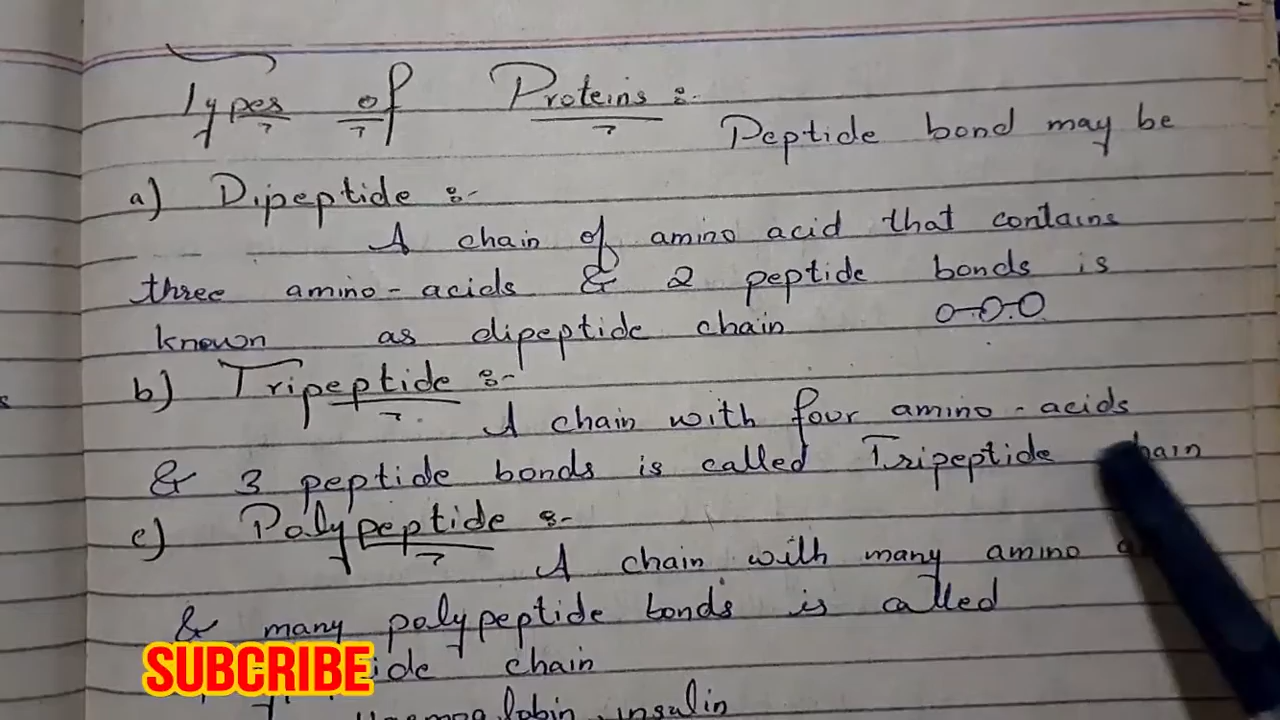 Types of Proteins :-
Peptide bond may be
a) Dipeptide :-
A chain of amino acid that contains
three amino-acids & 2 peptide bonds is
known as dipeptide chain
b) Tripeptide :-
A chain with four amino-acids
& 3 peptide bonds is called Tripeptide chain
c) Polypeptide :-
A chain with many amino
& many polypeptide bonds is called
chain
SUBCRIBE
insulin